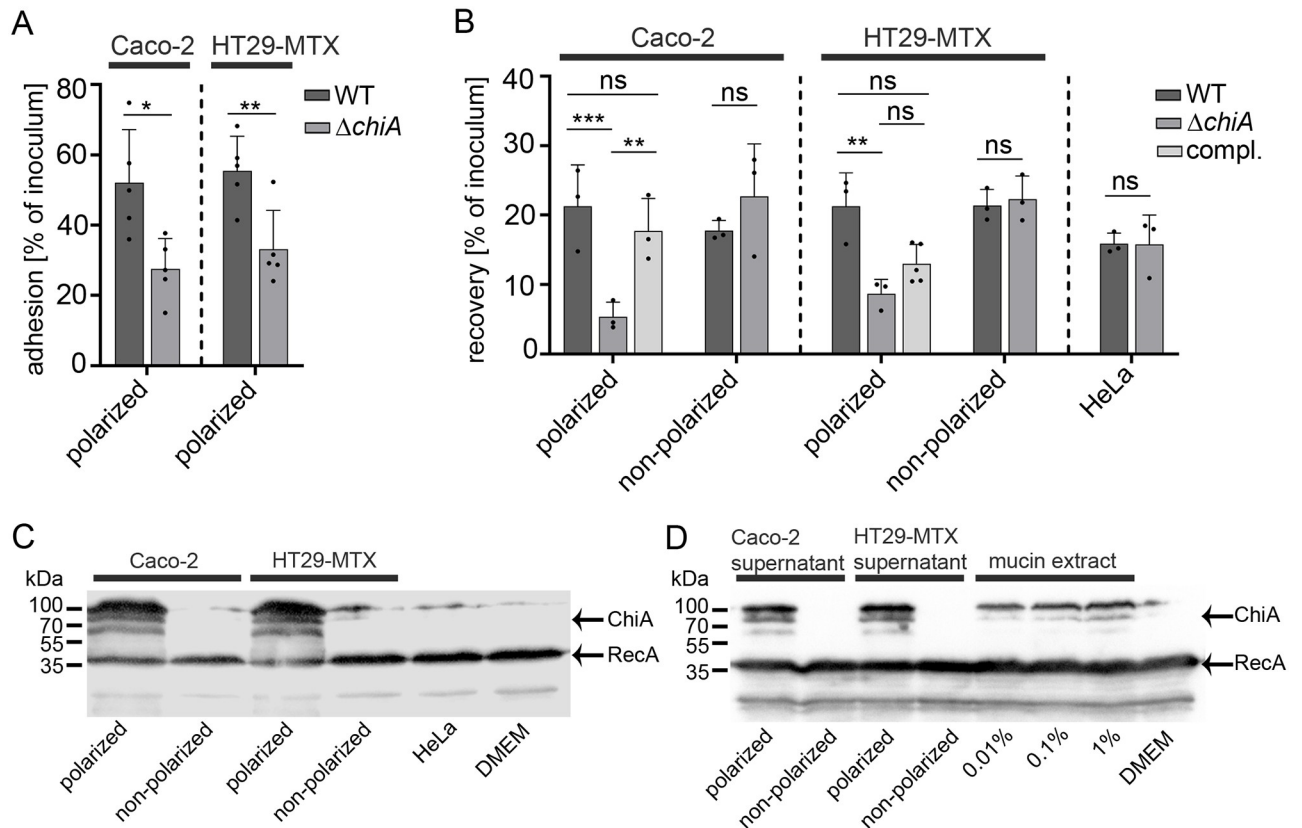 A
Caco-2 HT29-MTX
adhesion [% of inoculum]
80
60
40
20
0
* **
WT
ΔchiA
polarized polarized
B
Caco-2 HT29-MTX
recovery [% of inoculum]
40
30
20
10
0
ns ns ns
*** ** ns
** ns ns
WT
ΔchiA
compl.
polarized non-polarized polarized non-polarized HeLa
C
Caco-2 HT29-MTX
kDa
100
70
55
35
ChiA
RecA
polarized non-polarized polarized non-polarized HeLa DMEM
D
Caco-2 HT29-MTX
supernatant supernatant mucin extract
kDa
100
70
55
35
ChiA
RecA
polarized non-polarized polarized non-polarized 0.01% 0.1% 1% DMEM